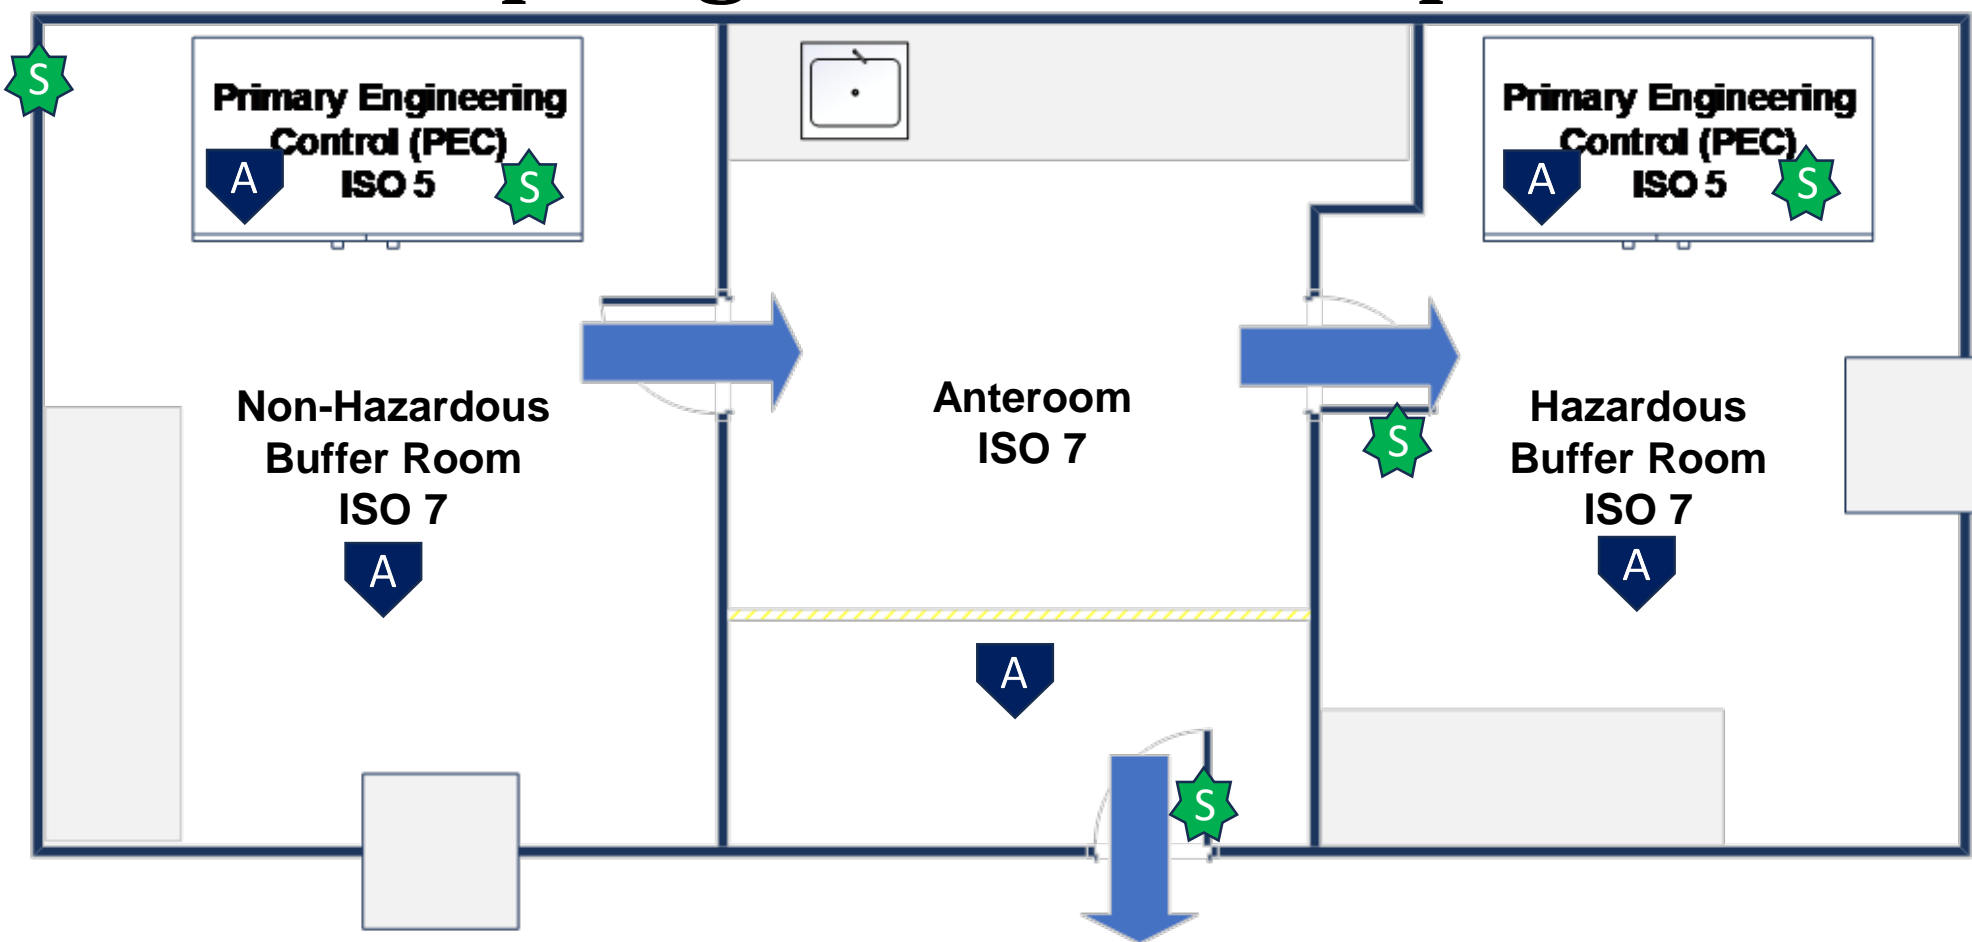 S
Primary Engineering
Control (PEC)
ISO 5
A
S
Primary Engineering
Control (PEC)
ISO 5
A
S
Non-Hazardous
Buffer Room
ISO 7
A
Anteroom
ISO 7
A
S
S
Hazardous
Buffer Room
ISO 7
A